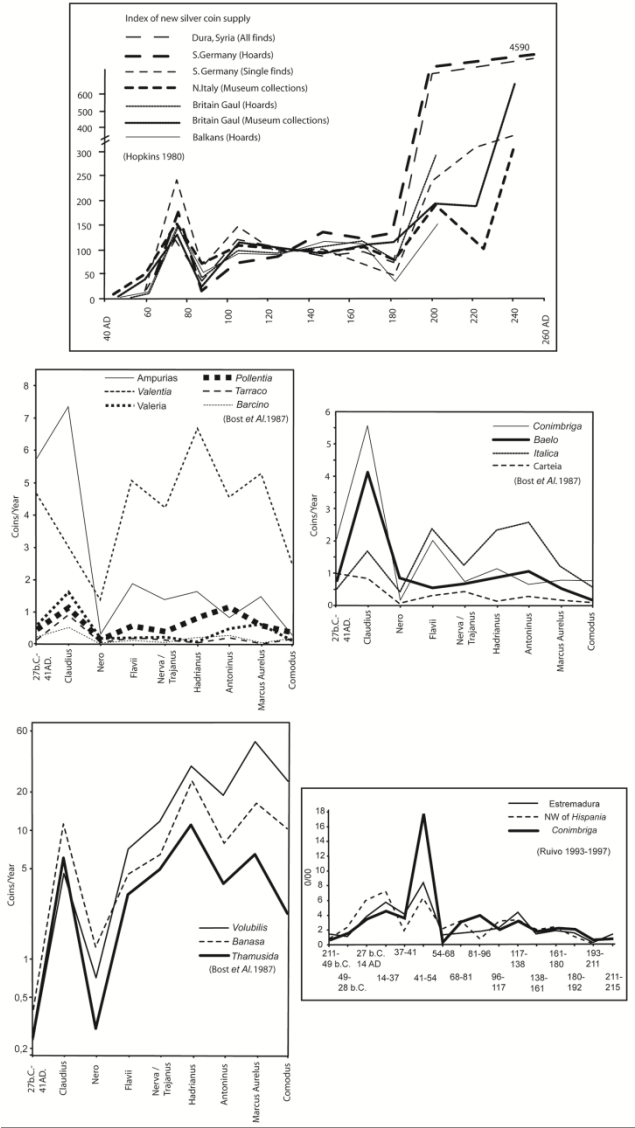 Index of new silver coin supply
Dura, Syria (All finds)
S.Germany (Hoards)
S.Germany (Single finds)
N.Italy (Museum collections)
Britain Gaul (Hoards)
Britain Gaul (Museum collections)
Balkans (Hoards)
(Hopkins 1980)
4590
600
500
400
300
200
150
100
50
0
40 AD
60
80
100
120
140
160
180
200
220
240
260 AD
Ampurias
Valentia
Valeria
Pollentia
Tarraco
Barcino
(Bost et Al.1987)
Coins/Year
8
7
6
5
4
3
2
1
0
27b.C.-
41AD.
Claudius
Nero
Flavii
Nerva /
Trajanus
Hadrianus
Antoninus
Marcus Aurelus
Comodus
Conimbriga
Baelo
Italica
Carteia
(Bost et Al.1987)
Coins/Year
6
5
4
3
2
1
0
27b.C.-
41AD.
Claudius
Nero
Flavii
Nerva /
Trajanus
Hadrianus
Antoninus
Marcus Aurelus
Comodus
60
20
10
5
1
0,5
0,2
Coins/Year
Volubilis
Banasa
Thamusida
(Bost et Al.1987)
27b.C.-
41AD.
Claudius
Nero
Flavii
Nerva /
Trajanus
Hadrianus
Antoninus
Marcus Aurelus
Comodus
Estremadura
NW of Hispania
Conimbriga
(Ruivo 1993-1997)
0/00
18
16
14
12
10
8
6
4
2
0
211-
49 b.C.
49-
28 b.C.
27 b.C.
14 AD
14-37
37-41
41-54
54-68
68-81
81-96
96-
117
117-
138
138-
161
161-
180
180-
192
193-
211
211-
215